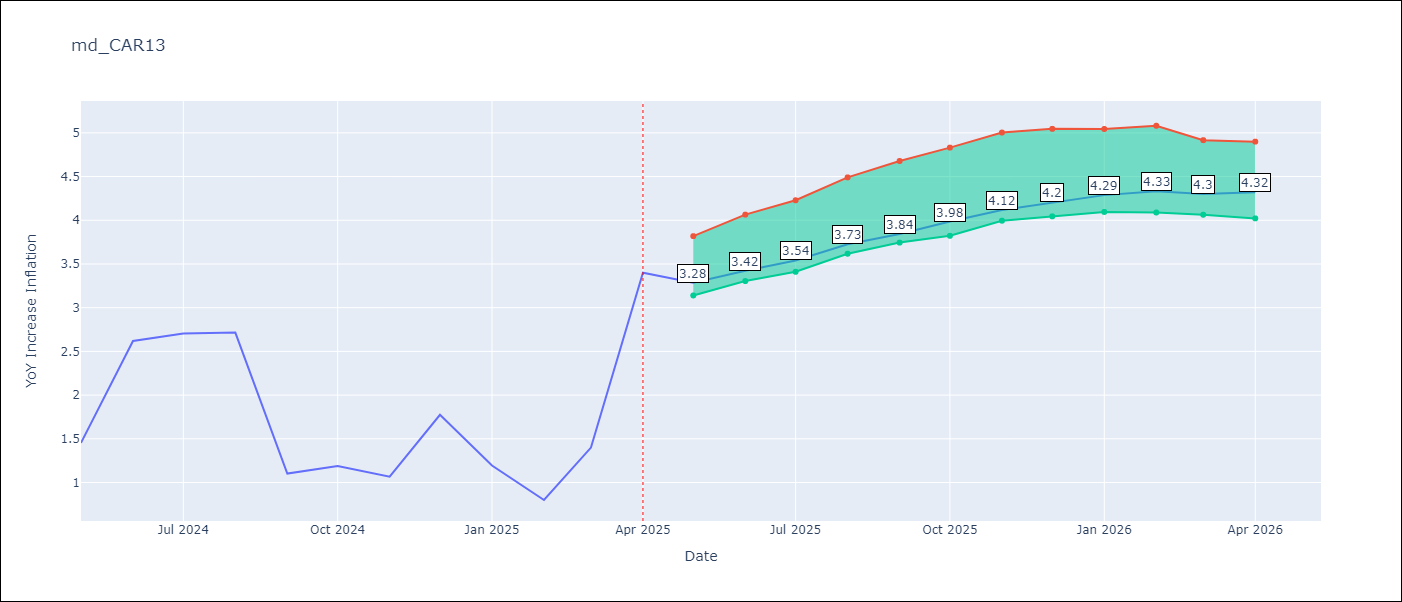 md_CAR13
YoY Increase Inflation
5
4.5
4
3.5
3
2.5
2
1.5
1
3.28
3.42
3.54
3.73
3.84
3.98
4.12
4.2
4.29
4.33
4.3
4.32
Jul 2024
Oct 2024
Jan 2025
Apr 2025
Jul 2025
Oct 2025
Jan 2026
Apr 2026
Date